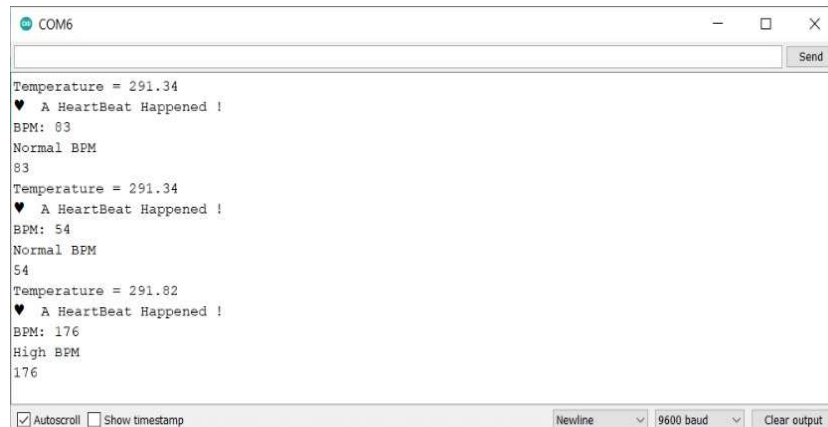 COM6
Send
Temperature = 291.34
♥ A HeartBeat Happened !
BPM: 83
Normal BPM
83
Temperature = 291.34
♥ A HeartBeat Happened !
BPM: 54
Normal BPM
54
Temperature = 291.82
♥ A HeartBeat Happened !
BPM: 176
High BPM
176
Autoscroll Show timestamp Newline 9600 baud Clear output